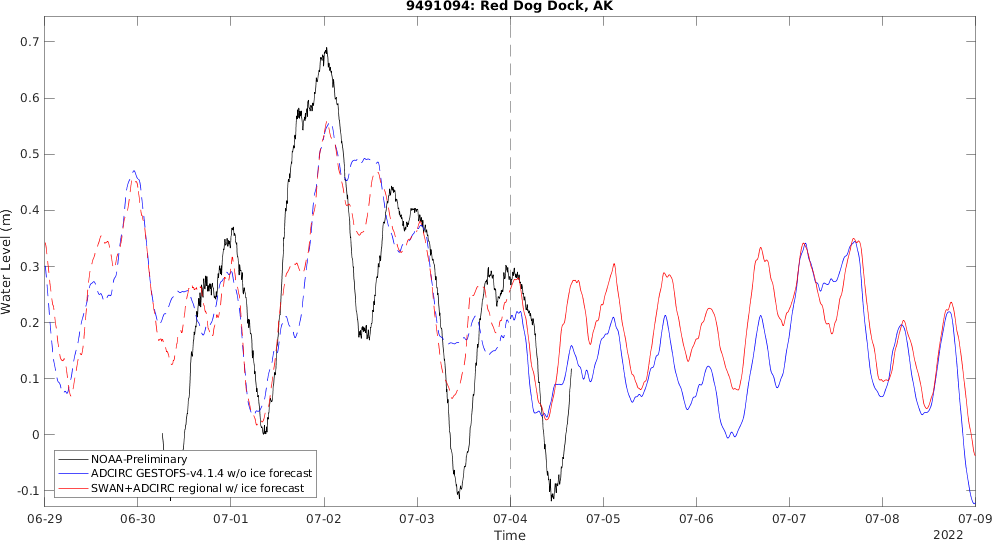 9491094: Red Dog Dock, AK
Water Level (m)
0.7
0.6
0.5
0.4
0.3
0.2
0.1
0
-0.1
NOAA-Preliminary
ADCIRC GESTOFS-v4.1.4 w/o ice forecast
SWAN+ADCIRC regional w/ ice forecast
06-29 06-30 07-01 07-02 07-03 07-04 07-05 07-06 07-07 07-08 07-09
Time
2022